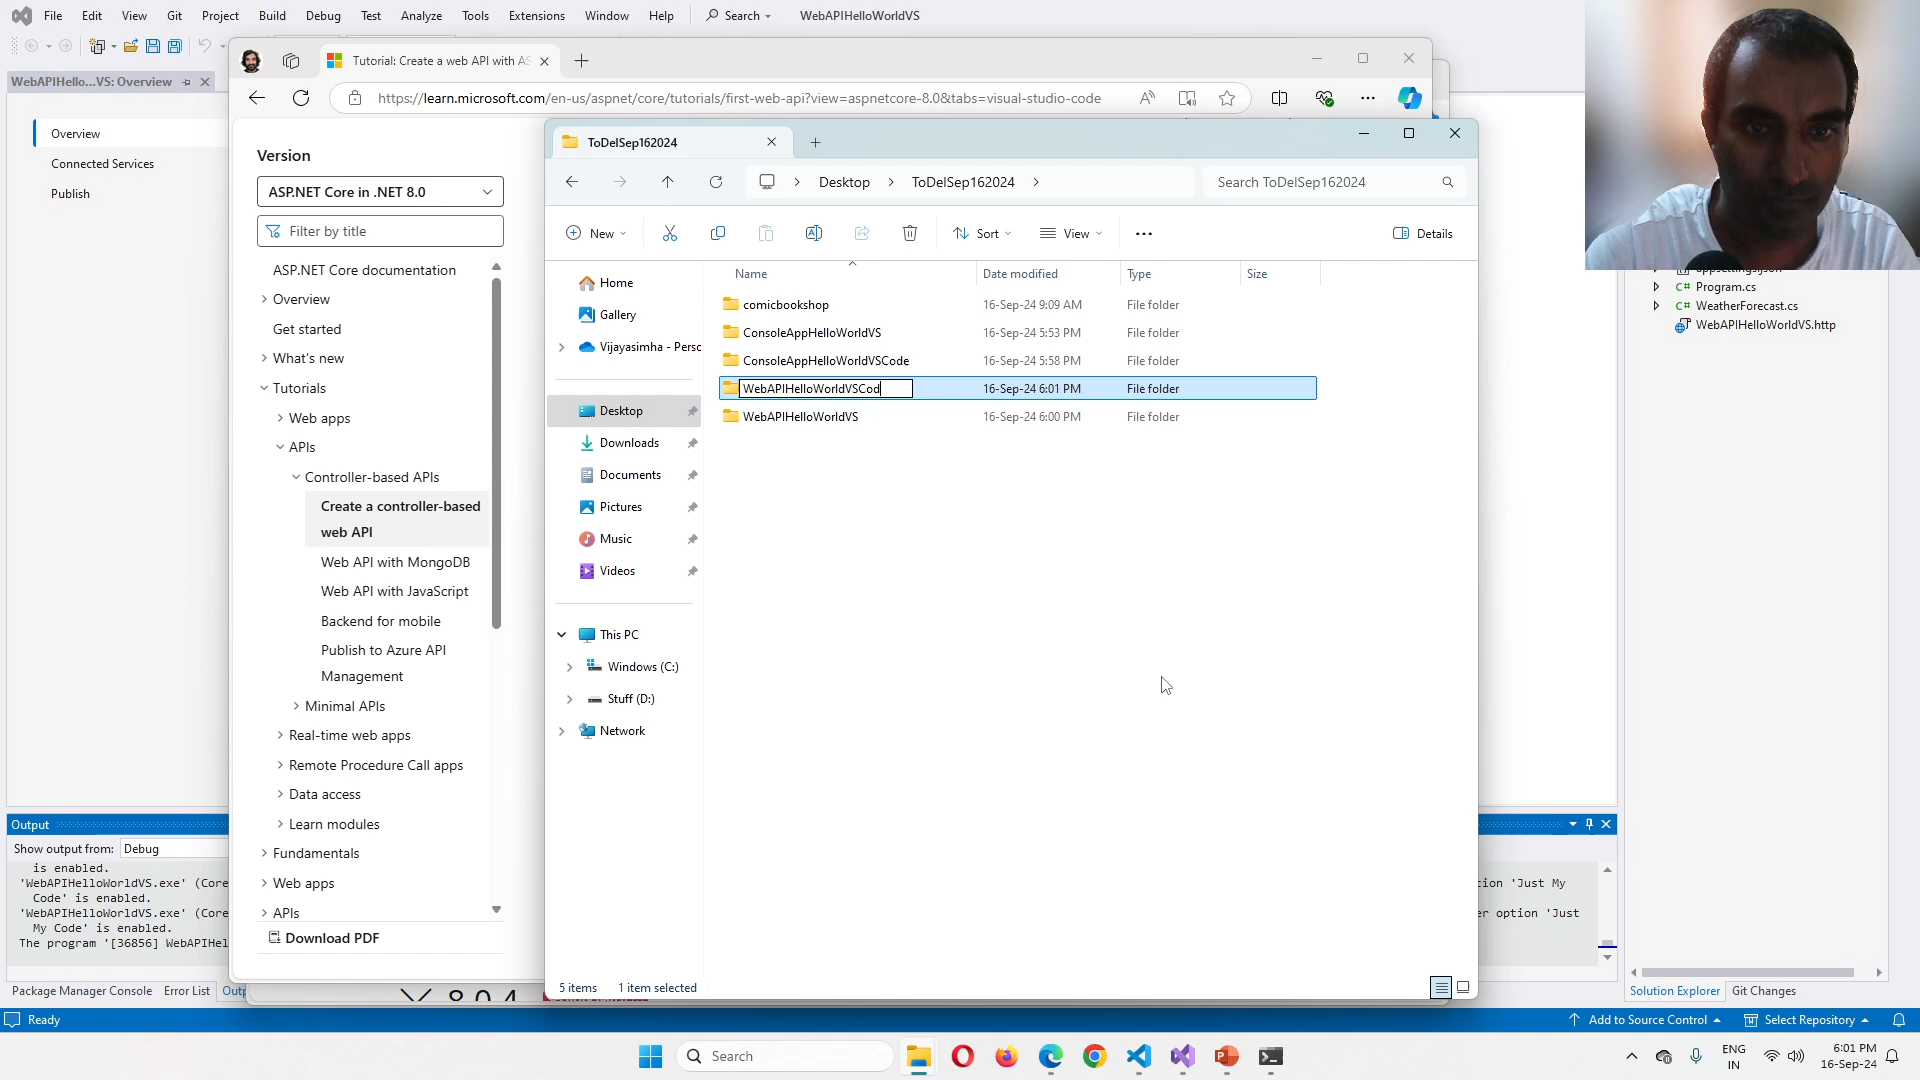 File Edit View Git Project Build Debug Test Analyze Tools Extensions Window Help Search WebAPIHelloWorldVS
WebAPIHello...VS: Overview
Overview
Connected Services
Publish
Tutorial: Create a web API with AS
https://learn.microsoft.com/en-us/aspnet/core/tutorials/first-web-api?view=aspnetcore-8.0&tabs=visual-studio-code
Version
ASP.NET Core in .NET 8.0
Filter by title
ASP.NET Core documentation
Overview
Get started
What's new
Tutorials
Web apps
APIs
Controller-based APIs
Create a controller-based
web API
Web API with MongoDB
Web API with JavaScript
Backend for mobile
Publish to Azure API
Management
Minimal APIs
Real-time web apps
Remote Procedure Call apps
Data access
Learn modules
Fundamentals
Web apps
APIs
Download PDF
ToDelSep162024
Desktop ToDelSep162024 Search ToDelSep162024
New Sort View Details
Home
Gallery
Vijayasimha - Perso
Desktop
Downloads
Documents
Pictures
Music
Videos
This PC
Windows (C:)
Stuff (D:)
Network
Name Date modified Type Size
comicbookshop 16-Sep-24 9:09 AM File folder
ConsoleAppHelloWorldVS 16-Sep-24 5:53 PM File folder
ConsoleAppHelloWorldVSCode 16-Sep-24 5:58 PM File folder
WebAPIHelloWorldVSCod 16-Sep-24 6:01 PM File folder
WebAPIHelloWorldVS 16-Sep-24 6:00 PM File folder
5 items 1 item selected
appsettings.json
Program.cs
WeatherForecast.cs
WebAPIHelloWorldVS.http
Output
Show output from: Debug
is enabled.
'WebAPIHelloWorldVS.exe' (Core
Code' is enabled.
'WebAPIHelloWorldVS.exe' (Core
My Code' is enabled.
The program '[36856] WebAPIHel
tion 'Just My
er option 'Just
Package Manager Console Error List Outp
Solution Explorer Git Changes
Ready Add to Source Control Select Repository
Search
ENG
IN
6:01 PM
16-Sep-24